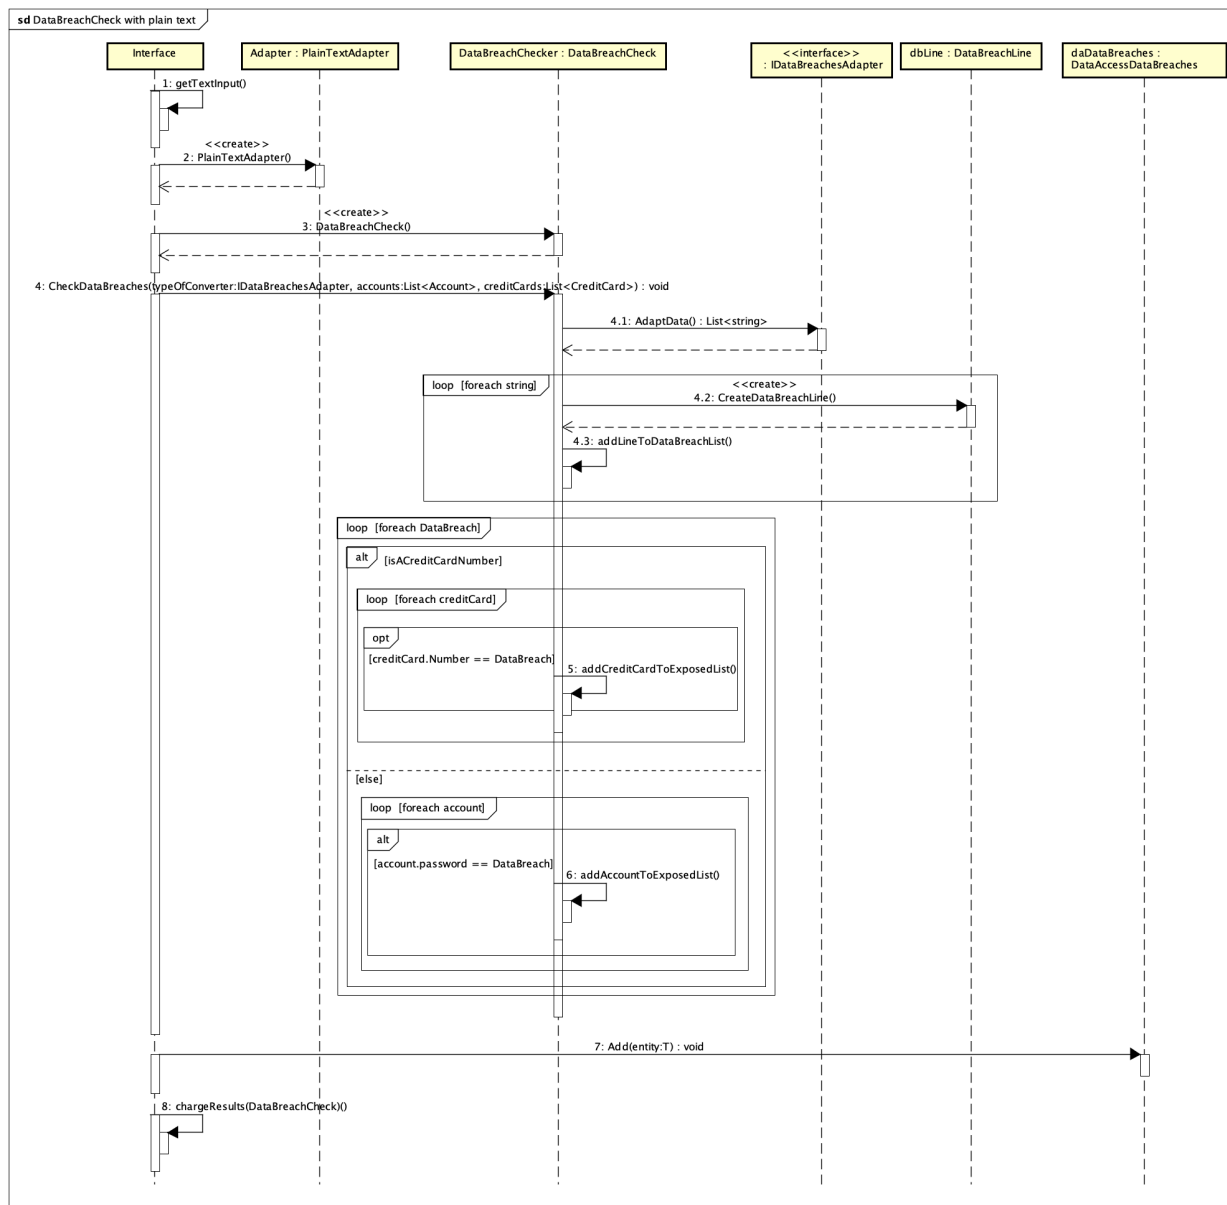 sd DataBreachCheck with plain text
Interface
Adapter : PlainTextAdapter
DataBreachChecker : DataBreachCheck
<<interface>>
: IDataBreachesAdapter
dbLine : DataBreachLine
daDataBreaches :
DataAccessDataBreaches
1: getTextInput()
<<create>>
2: PlainTextAdapter()
<<create>>
3: DataBreachCheck()
4: CheckDataBreaches(typeOfConverter:IDataBreachesAdapter, accounts:List<Account>, creditCards:List<CreditCard>) : void
4.1: AdaptData() : List<string>
loop [foreach string]
<<create>>
4.2: CreateDataBreachLine()
4.3: addLineToDataBreachList()
loop [foreach DataBreach]
alt [isACreditCardNumber]
loop [foreach creditCard]
opt
[creditCard.Number == DataBreach]
5: addCreditCardToExposedList()
[else]
loop [foreach account]
alt
[account.password == DataBreach]
6: addAccountToExposedList()
7: Add(entity:T) : void
8: chargeResults(DataBreachCheck)()